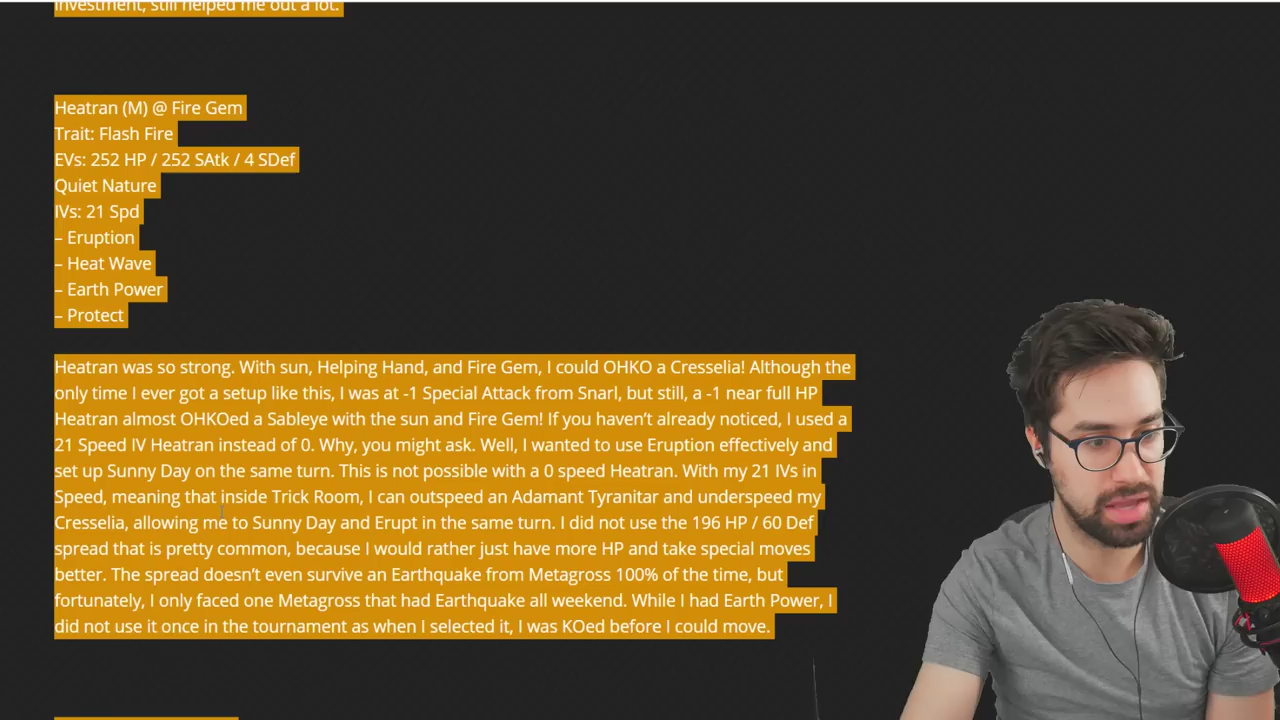 investment, still helped me out a lot.
Heatran (M) @ Fire Gem
Trait: Flash Fire
EVs: 252 HP / 252 SAtk / 4 SDef
Quiet Nature
IVs: 21 Spd
– Eruption
– Heat Wave
– Earth Power
– Protect
Heatran was so strong. With sun, Helping Hand, and Fire Gem, I could OHKO a Cresselia! Although the
only time I ever got a setup like this, I was at -1 Special Attack from Snarl, but still, a -1 near full HP
Heatran almost OHKOed a Sableye with the sun and Fire Gem! If you haven’t already noticed, I used a
21 Speed IV Heatran instead of 0. Why, you might ask. Well, I wanted to use Eruption effectively and
set up Sunny Day on the same turn. This is not possible with a 0 speed Heatran. With my 21 IVs in
Speed, meaning that inside Trick Room, I can outspeed an Adamant Tyranitar and underspeed my
Cresselia, allowing me to Sunny Day and Erupt in the same turn. I did not use the 196 HP / 60 Def
spread that is pretty common, because I would rather just have more HP and take special moves
better. The spread doesn’t even survive an Earthquake from Metagross 100% of the time, but
fortunately, I only faced one Metagross that had Earthquake all weekend. While I had Earth Power, I
did not use it once in the tournament as when I selected it, I was KOed before I could move.